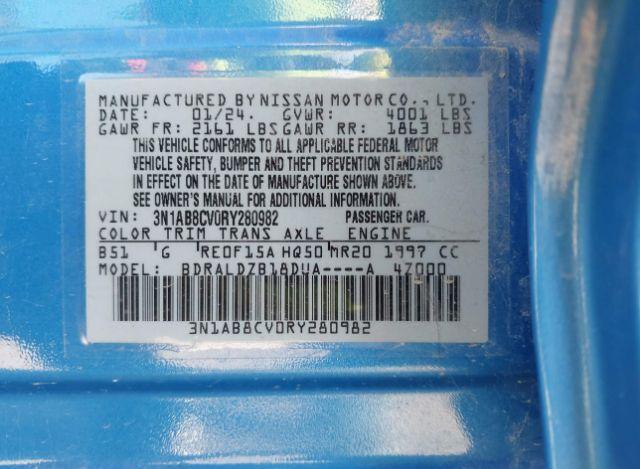 MANUFACTURED BY NISSAN MOTOR CO., LTD.
DATE: 01/24. GVWR: 4001 LBS
GAWR FR: 2161 LBS GAWR RR: 1863 LBS
THIS VEHICLE CONFORMS TO ALL APPLICABLE FEDERAL MOTOR
VEHICLE SAFETY, BUMPER AND THEFT PREVENTION STANDARDS
IN EFFECT ON THE DATE OF MANUFACTURE SHOWN ABOVE.
SEE OWNER'S MANUAL FOR ADDITIONAL INFORMATION.
VIN: 3N1AB8CV0RY280982 PASSENGER CAR.
COLOR TRIM TRANS AXLE ENGINE
B51 G RE0F15A HQ50 MR20 1997 CC
MODEL: BDRALDZB18DUA----A 4Z000
3N1AB8CV0RY280982